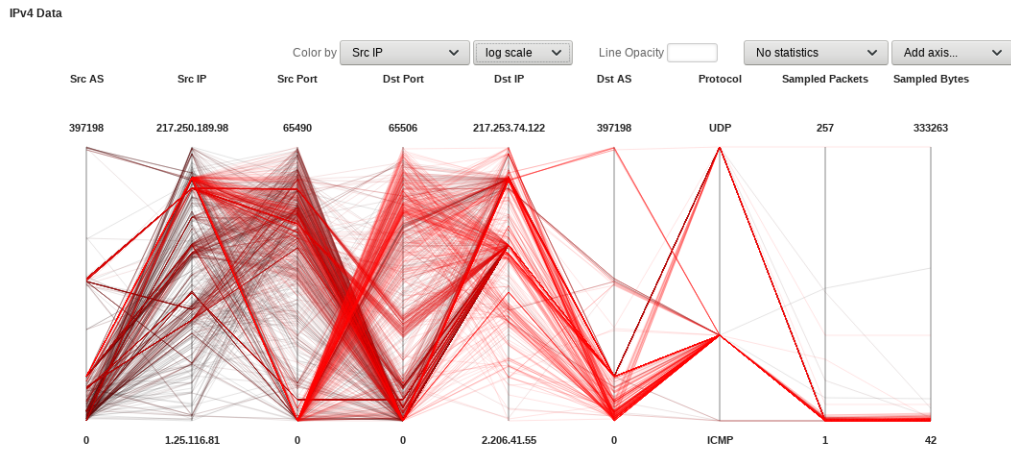 IPv4 Data
Color by Src IP log scale Line Opacity No statistics Add axis...
Src AS Src IP Src Port Dst Port Dst IP Dst AS Protocol Sampled Packets Sampled Bytes
397198 217.250.189.98 65490 65506 217.253.74.122 397198 UDP 257 333263
0 1.25.116.81 0 0 2.206.41.55 0 ICMP 1 42